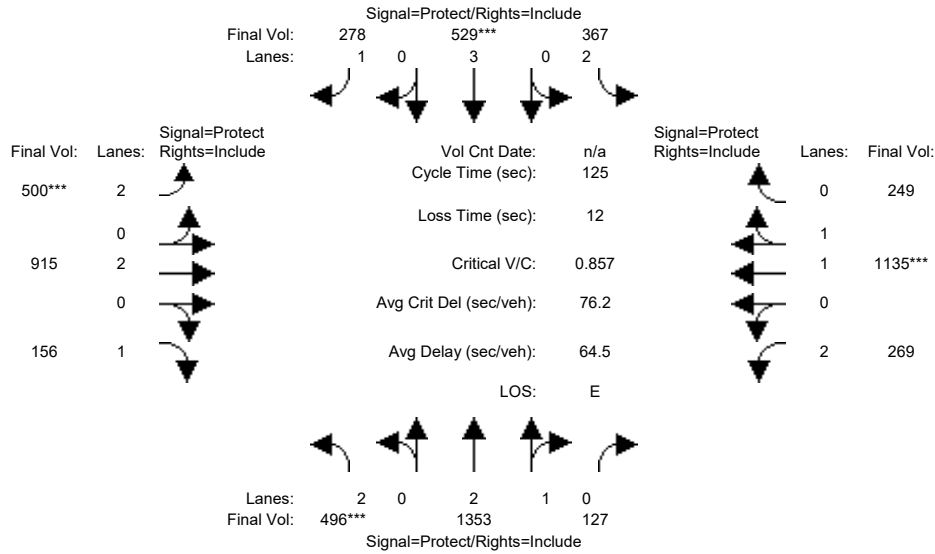 Signal=Protect/Rights=Include
Final Vol: 278 529*** 367
Lanes: 1 0 3 0 2
Signal=Protect Signal=Protect
Final Vol: Lanes: Rights=Include Vol Cnt Date: n/a Rights=Include Lanes: Final Vol:
Cycle Time (sec): 125
500*** 2 0 249
Loss Time (sec): 12
0 1
915 2 Critical V/C: 0.857 1 1135***
0 Avg Crit Del (sec/veh): 76.2 0
156 1 Avg Delay (sec/veh): 64.5 2 269
LOS: E
Lanes: 2 0 2 1 0
Final Vol: 496*** 1353 127
Signal=Protect/Rights=Include